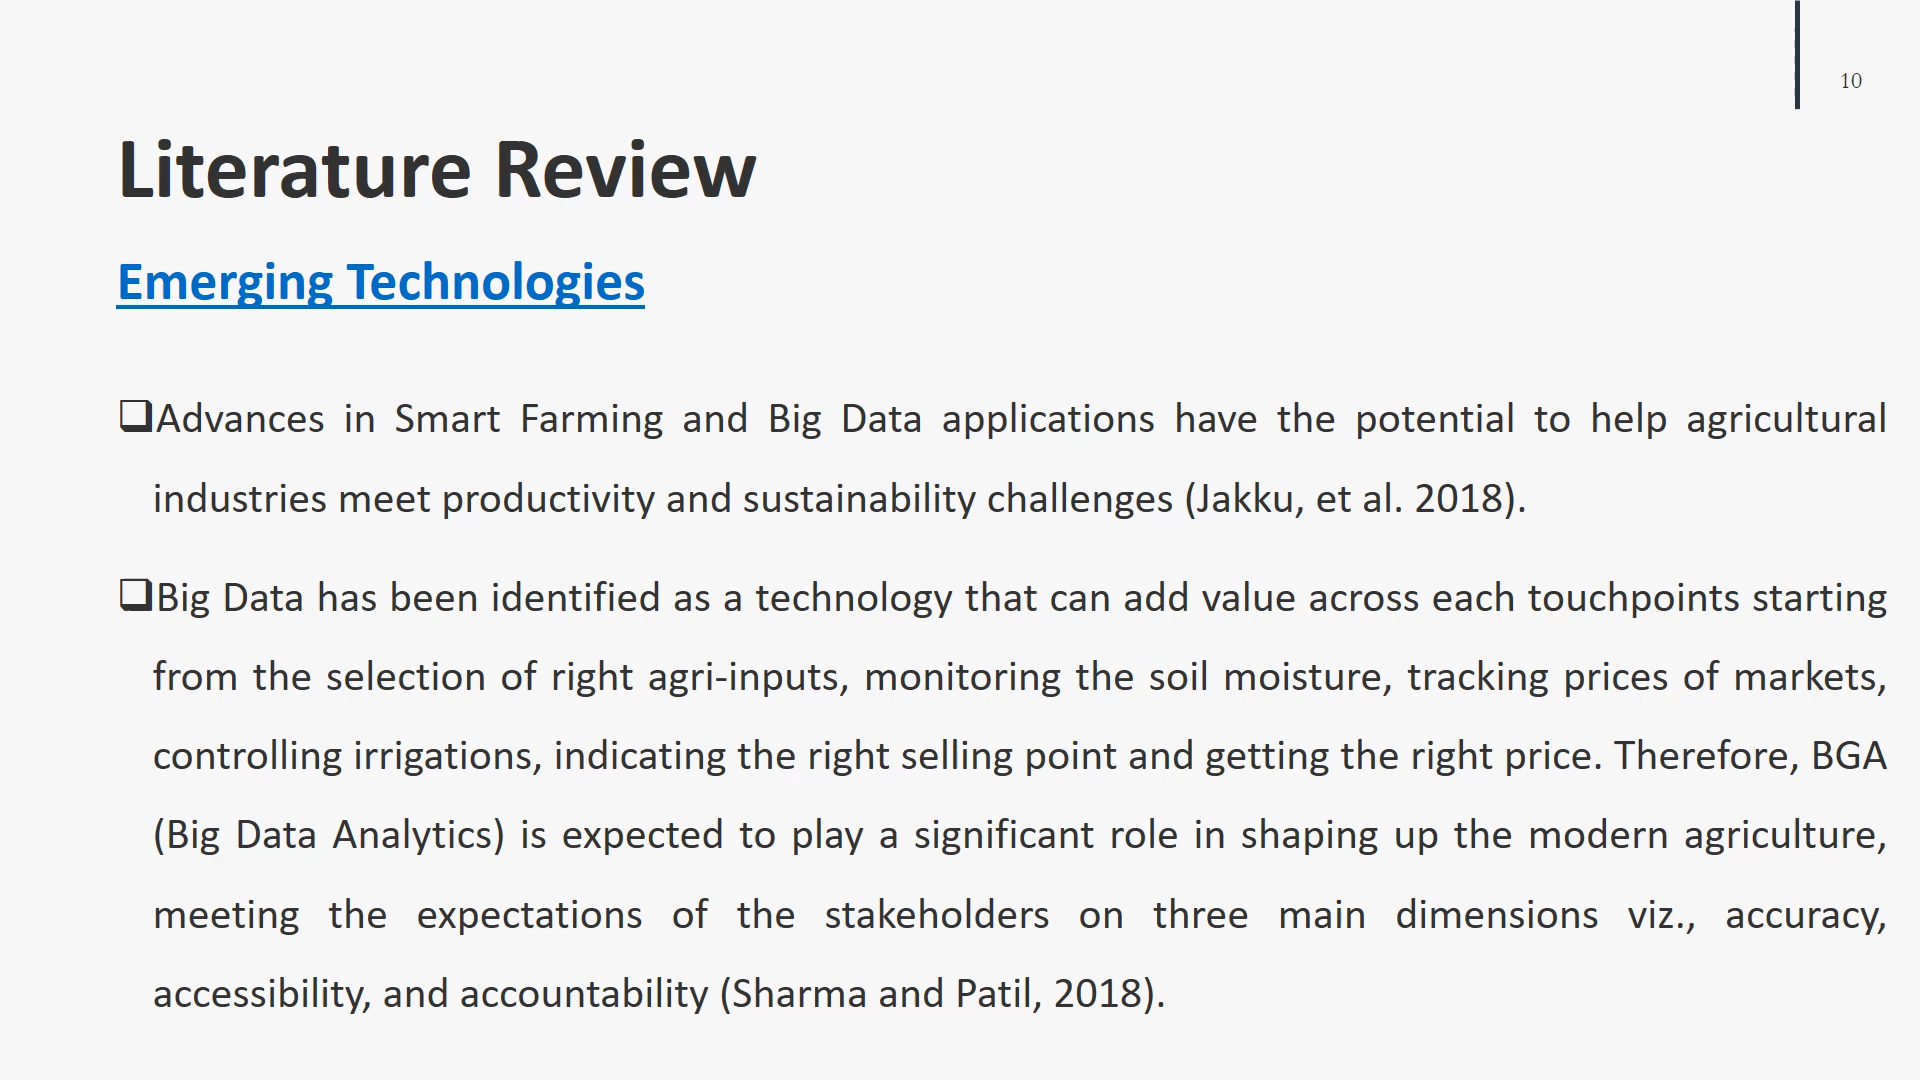 10
Literature Review
Emerging Technologies
❑Advances in Smart Farming and Big Data applications have the potential to help agricultural
industries meet productivity and sustainability challenges (Jakku, et al. 2018).
❑Big Data has been identified as a technology that can add value across each touchpoints starting
from the selection of right agri-inputs, monitoring the soil moisture, tracking prices of markets,
controlling irrigations, indicating the right selling point and getting the right price. Therefore, BGA
(Big Data Analytics) is expected to play a significant role in shaping up the modern agriculture,
meeting the expectations of the stakeholders on three main dimensions viz., accuracy,
accessibility, and accountability (Sharma and Patil, 2018).